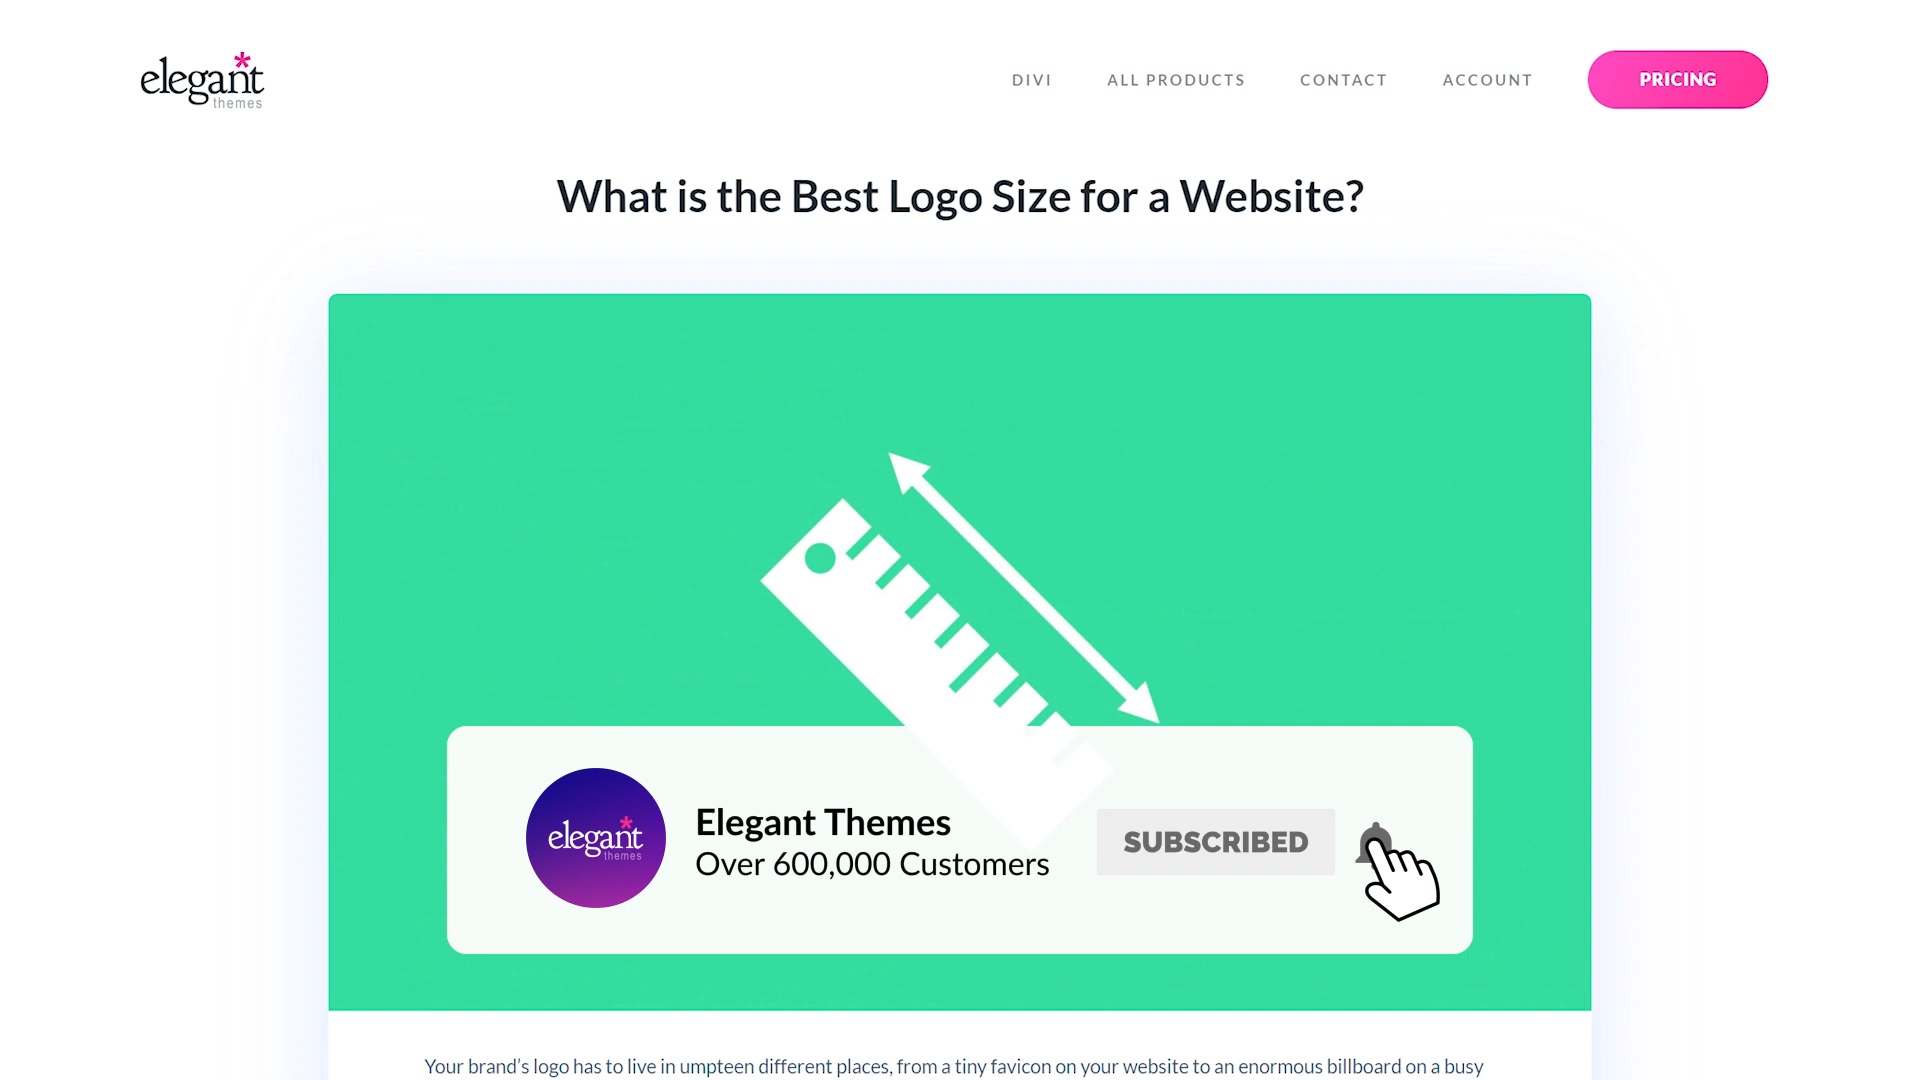 elegant
themes
DIVI
ALL PRODUCTS
CONTACT
ACCOUNT
PRICING
What is the Best Logo Size for a Website?
elegant
themes
Elegant Themes
Over 600,000 Customers
SUBSCRIBED
Your brand’s logo has to live in umpteen different places, from a tiny favicon on your website to an enormous billboard on a busy